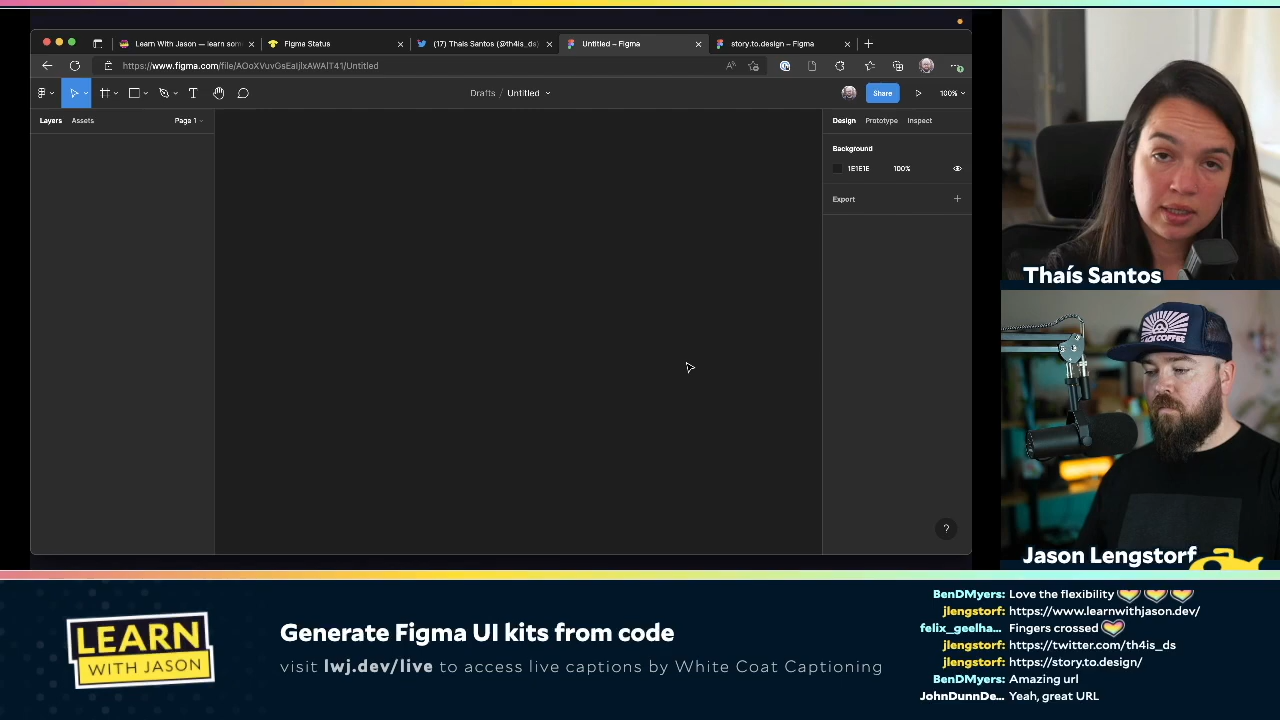 Learn With Jason — learn som
Figma Status
(17) Thaís Santos (@th4is_ds)
Untitled – Figma
story.to.design – Figma
https://www.figma.com/file/AOoXVuvGsEaIjlxAWAlT41/Untitled
Drafts / Untitled
Share
100%
Layers
Assets
Page 1
Design
Prototype
Inspect
Background
1E1E1E
100%
Export
?
Thaís Santos
Jason Lengstorf
LEARN
WITH JASON
Generate Figma UI kits from code
visit lwj.dev/live to access live captions by White Coat Captioning
BenDMyers: Love the flexibility
jlengstorf: https://www.learnwithjason.dev/
felix_geelha... Fingers crossed
jlengstorf: https://twitter.com/th4is_ds
jlengstorf: https://story.to.design/
BenDMyers: Amazing url
JohnDunnDe... Yeah, great URL